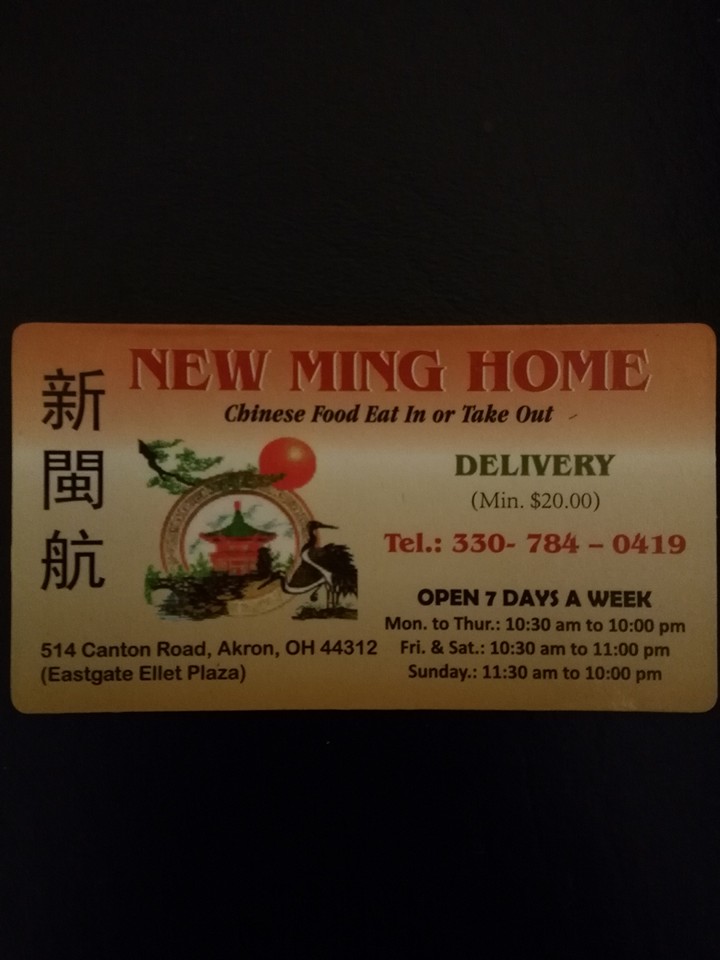 新閩航
NEW MING HOME
Chinese Food Eat In or Take Out
DELIVERY
(Min. $20.00)
Tel.: 330- 784 – 0419
OPEN 7 DAYS A WEEK
Mon. to Thur.: 10:30 am to 10:00 pm
Fri. & Sat.: 10:30 am to 11:00 pm
Sunday.: 11:30 am to 10:00 pm
514 Canton Road, Akron, OH 44312
(Eastgate Ellet Plaza)